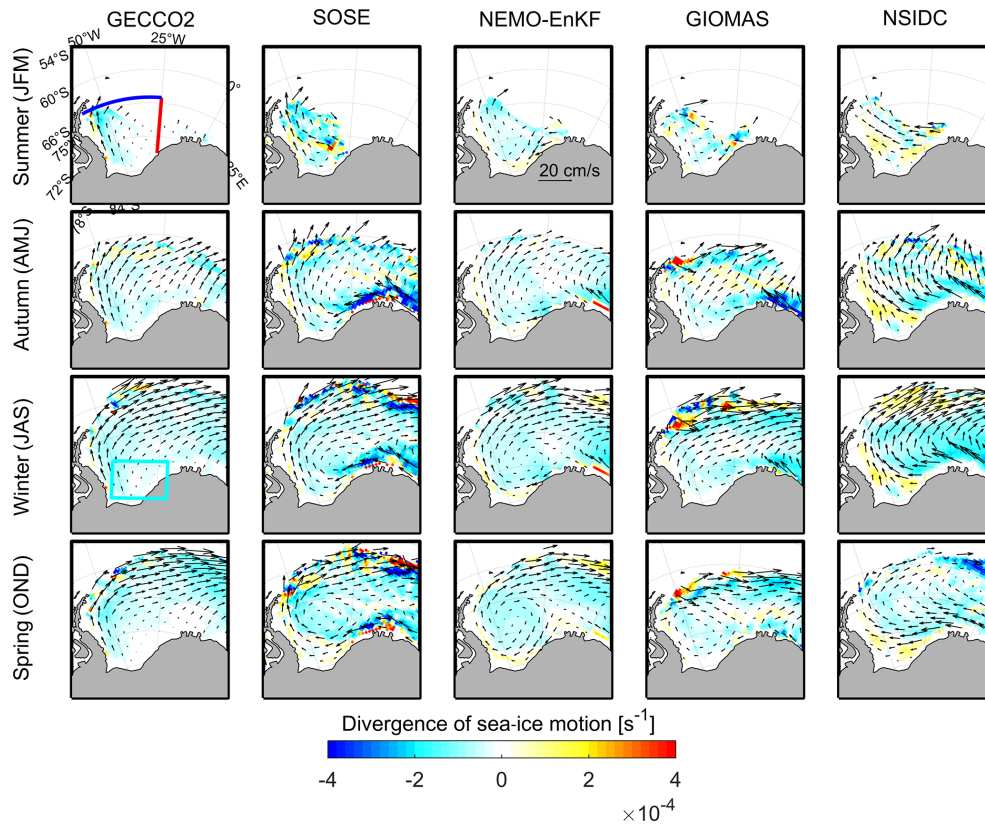 GECCO2 SOSE NEMO-EnKF GIOMAS NSIDC
Summer (JFM)
50°W
25°W
54°S
60°S
0°
66°S
75°
72°S
25°E
78°S
84°S
20 cm/s
Autumn (AMJ)
Winter (JAS)
Spring (OND)
Divergence of sea-ice motion [s⁻¹]
-4 -2 0 2 4
×10⁻⁴